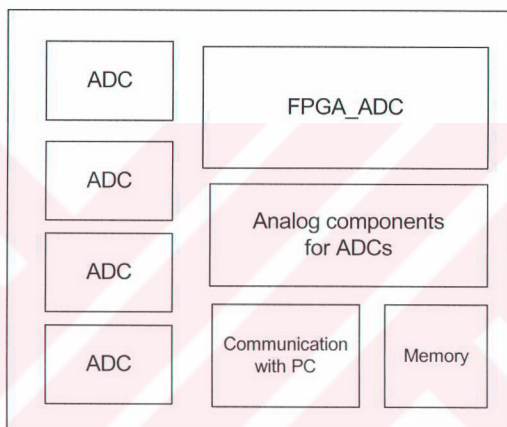 ADC
FPGA_ADC
ADC
Analog components
for ADCs
ADC
ADC
Communication
with PC
Memory